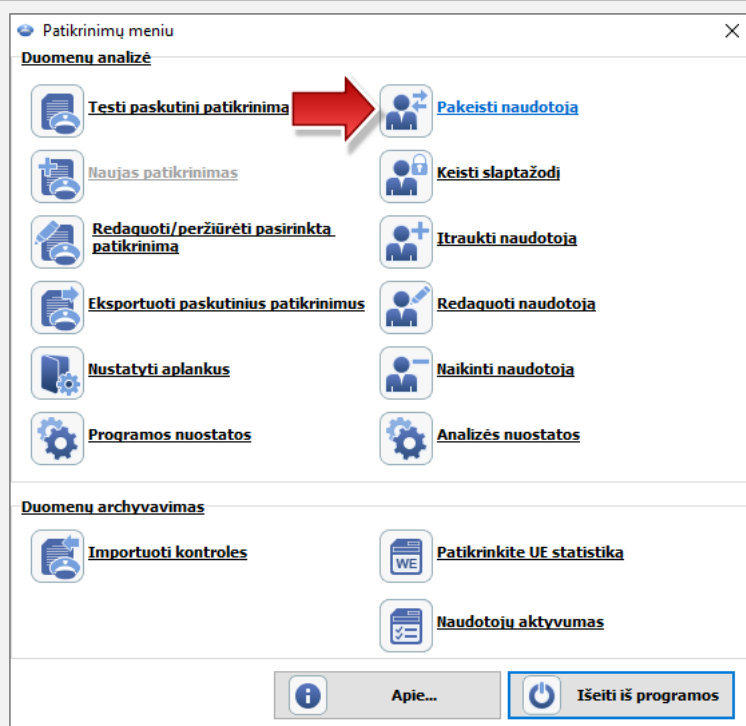 Patikrinimų meniu
Duomenų analizė
Tęsti paskutinį patikrinimą
Pakeisti naudotoją
Naujas patikrinimas
Keisti slaptažodį
Redaguoti/peržiūrėti pasirinktą
patikrinimą
Įtraukti naudotoją
Eksportuoti paskutinius patikrinimus
Redaguoti naudotoją
Nustatyti aplankus
Naikinti naudotoją
Programos nuostatos
Analizės nuostatos
Duomenų archyvavimas
Importuoti kontroles
WE
Patikrinkite UE statistiką
Naudotojų aktyvumas
Apie...
Išeiti iš programos